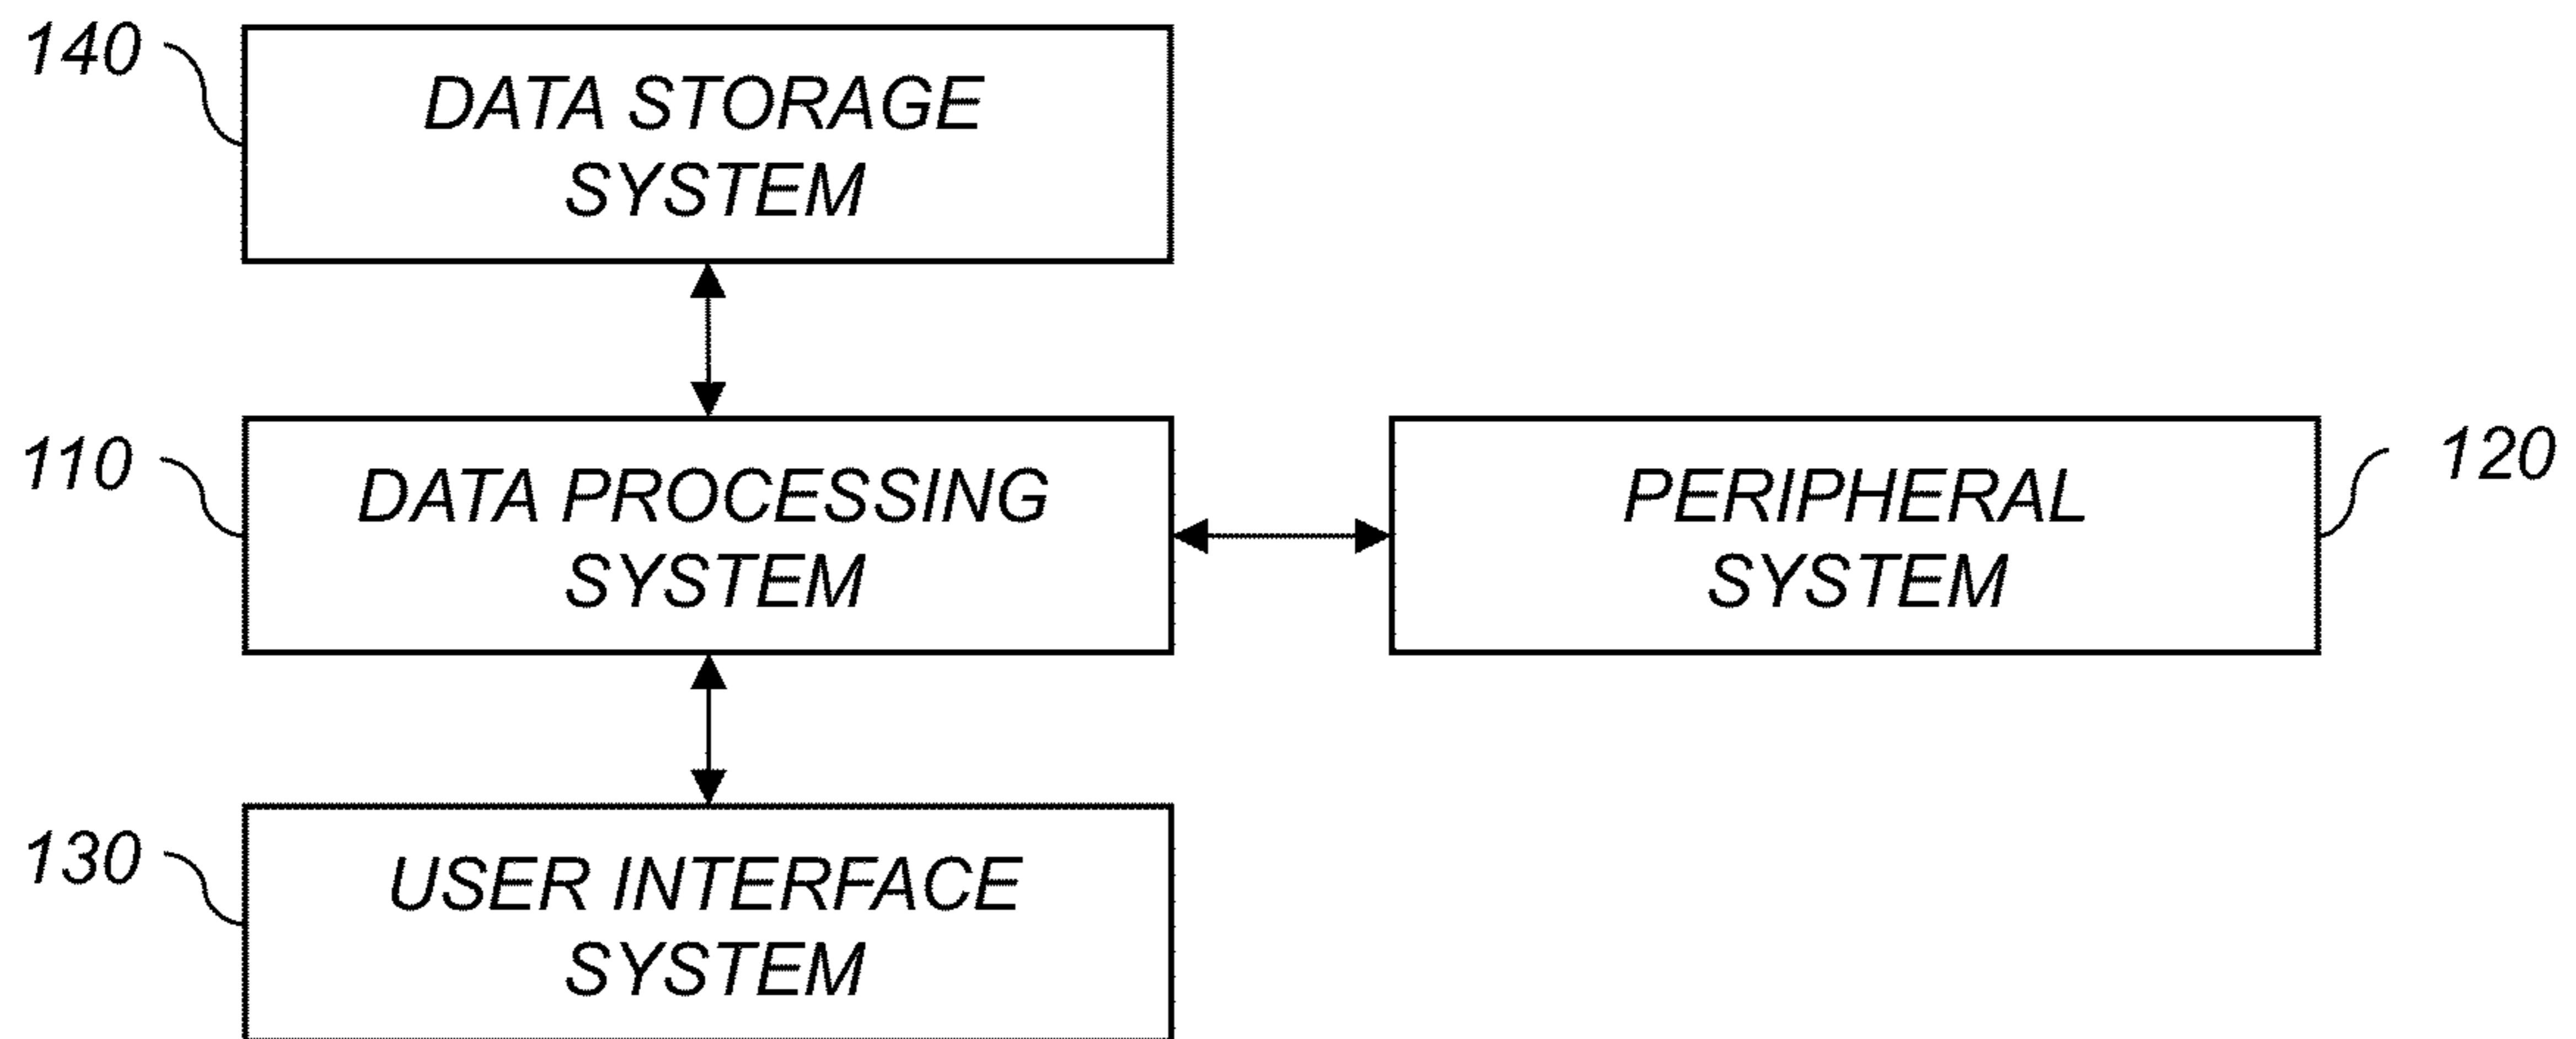 140
DATA STORAGE
SYSTEM
110
DATA PROCESSING
SYSTEM
PERIPHERAL
SYSTEM
120
130
USER INTERFACE
SYSTEM